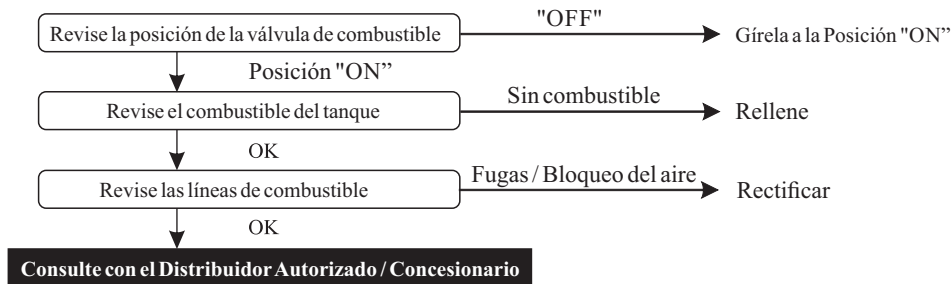 Revise la posición de la válvula de combustible
"OFF"
Gírela a la Posición "ON”
Posición "ON”
Revise el combustible del tanque
Sin combustible
Rellene
OK
Revise las líneas de combustible
Fugas / Bloqueo del aire
Rectificar
OK
Consulte con el Distribuidor Autorizado / Concesionario